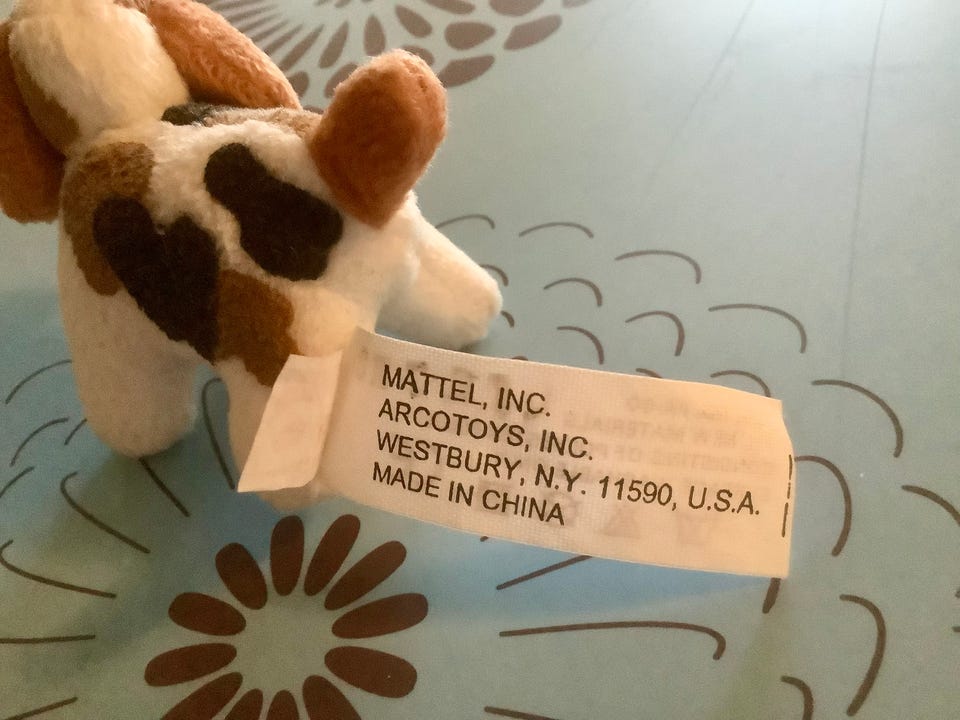 MATTEL, INC.
ARCOTOYS, INC.
WESTBURY, N.Y. 11590, U.S.A.
MADE IN CHINA